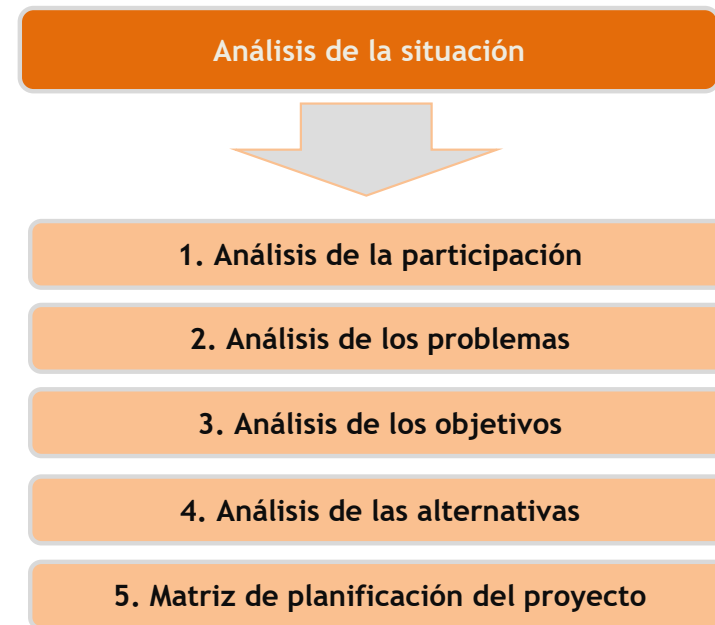 Análisis de la situación
1. Análisis de la participación
2. Análisis de los problemas
3. Análisis de los objetivos
4. Análisis de las alternativas
5. Matriz de planificación del proyecto